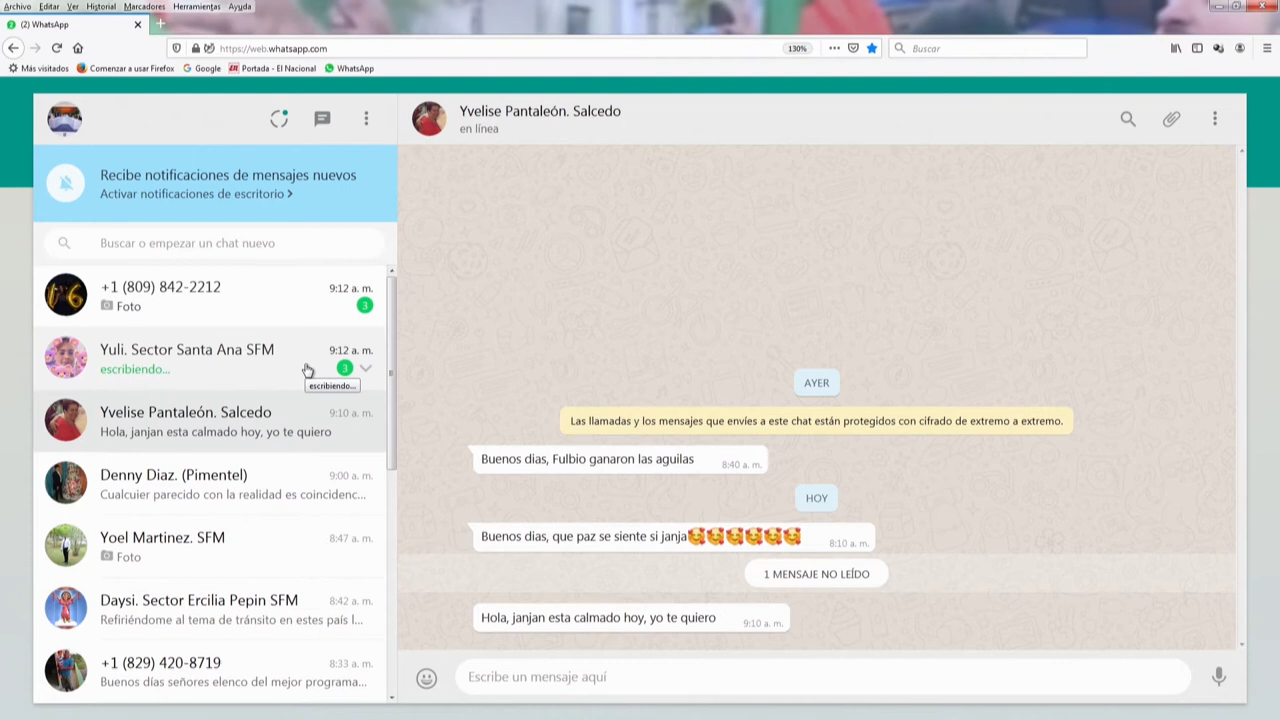 Archivo Editar Ver Historial Marcadores Herramientas Ayuda
(2) WhatsApp
https://web.whatsapp.com
130%
Buscar
Más visitados Comenzar a usar Firefox Google Portada - El Nacional WhatsApp
Yvelise Pantaleón. Salcedo
en línea
Recibe notificaciones de mensajes nuevos
Activar notificaciones de escritorio >
Buscar o empezar un chat nuevo
+1 (809) 842-2212 9:12 a. m.
Foto 3
Yuli. Sector Santa Ana SFM 9:12 a. m.
escribiendo... 3
escribiendo...
Yvelise Pantaleón. Salcedo 9:10 a. m.
Hola, janjan esta calmado hoy, yo te quiero
Denny Diaz. (Pimentel) 9:00 a. m.
Cualcuier parecido con la realidad es coincidenc...
Yoel Martinez. SFM 8:47 a. m.
Foto
Daysi. Sector Ercilia Pepin SFM 8:42 a. m.
Refiriéndome al tema de tránsito en estes país l...
+1 (829) 420-8719 8:33 a. m.
Buenos días señores elenco del mejor programa...
AYER
Las llamadas y los mensajes que envíes a este chat están protegidos con cifrado de extremo a extremo.
Buenos dias, Fulbio ganaron las aguilas 8:40 a. m.
HOY
Buenos dias, que paz se siente si janja🥰🥰🥰🥰🥰🥰 8:10 a. m.
1 MENSAJE NO LEÍDO
Hola, janjan esta calmado hoy, yo te quiero 9:10 a. m.
Escribe un mensaje aquí